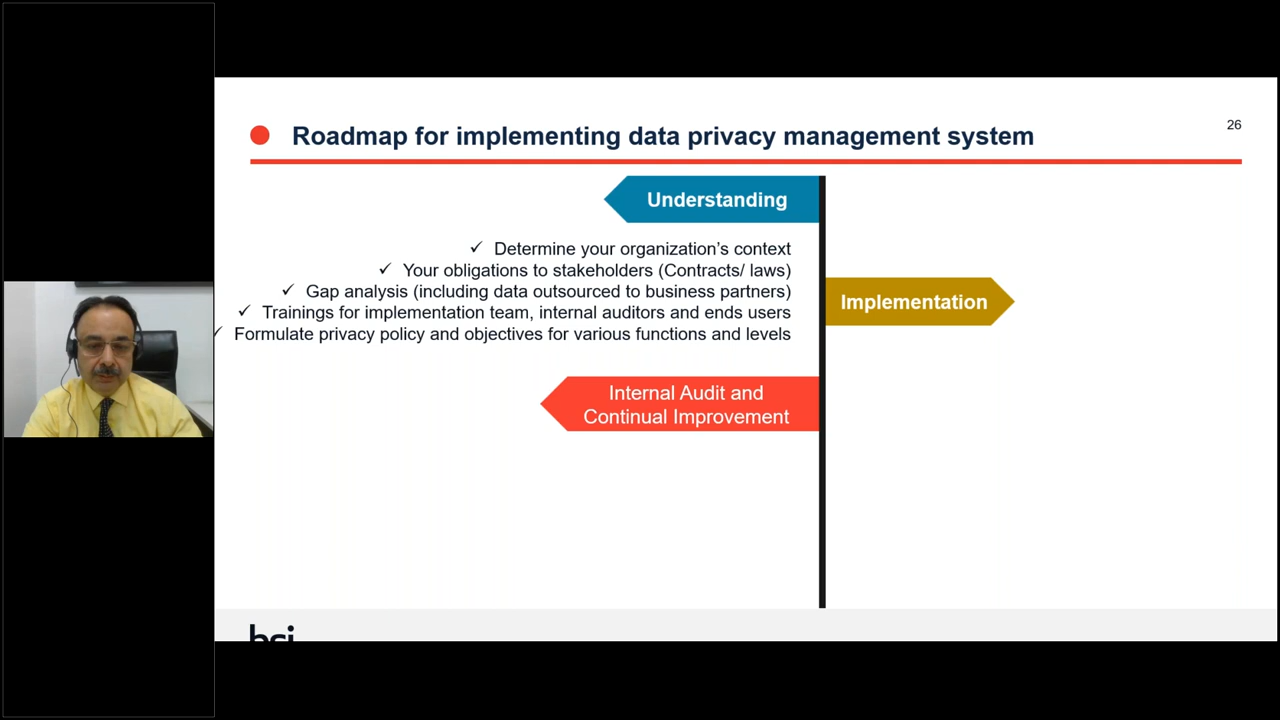 Roadmap for implementing data privacy management system
26
Understanding
✓ Determine your organization’s context
✓ Your obligations to stakeholders (Contracts/ laws)
✓ Gap analysis (including data outsourced to business partners)
✓ Trainings for implementation team, internal auditors and ends users
✓ Formulate privacy policy and objectives for various functions and levels
Implementation
Internal Audit and
Continual Improvement
bsi